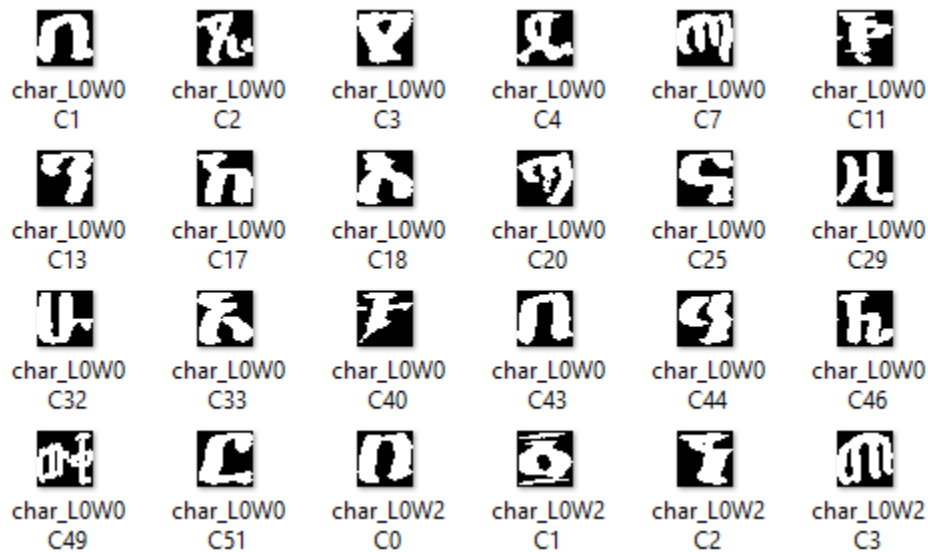 በ የ
char_L0W0 char_L0W0 char_L0W0 char_L0W0 char_L0W0 char_L0W0
C1 C2 C3 C4 C7 C11
ከ ዚ
char_L0W0 char_L0W0 char_L0W0 char_L0W0 char_L0W0 char_L0W0
C13 C17 C18 C20 C25 C29
ሁ በ
char_L0W0 char_L0W0 char_L0W0 char_L0W0 char_L0W0 char_L0W0
C32 C33 C40 C43 C44 C46
ር
char_L0W0 char_L0W0 char_L0W2 char_L0W2 char_L0W2 char_L0W2
C49 C51 C0 C1 C2 C3